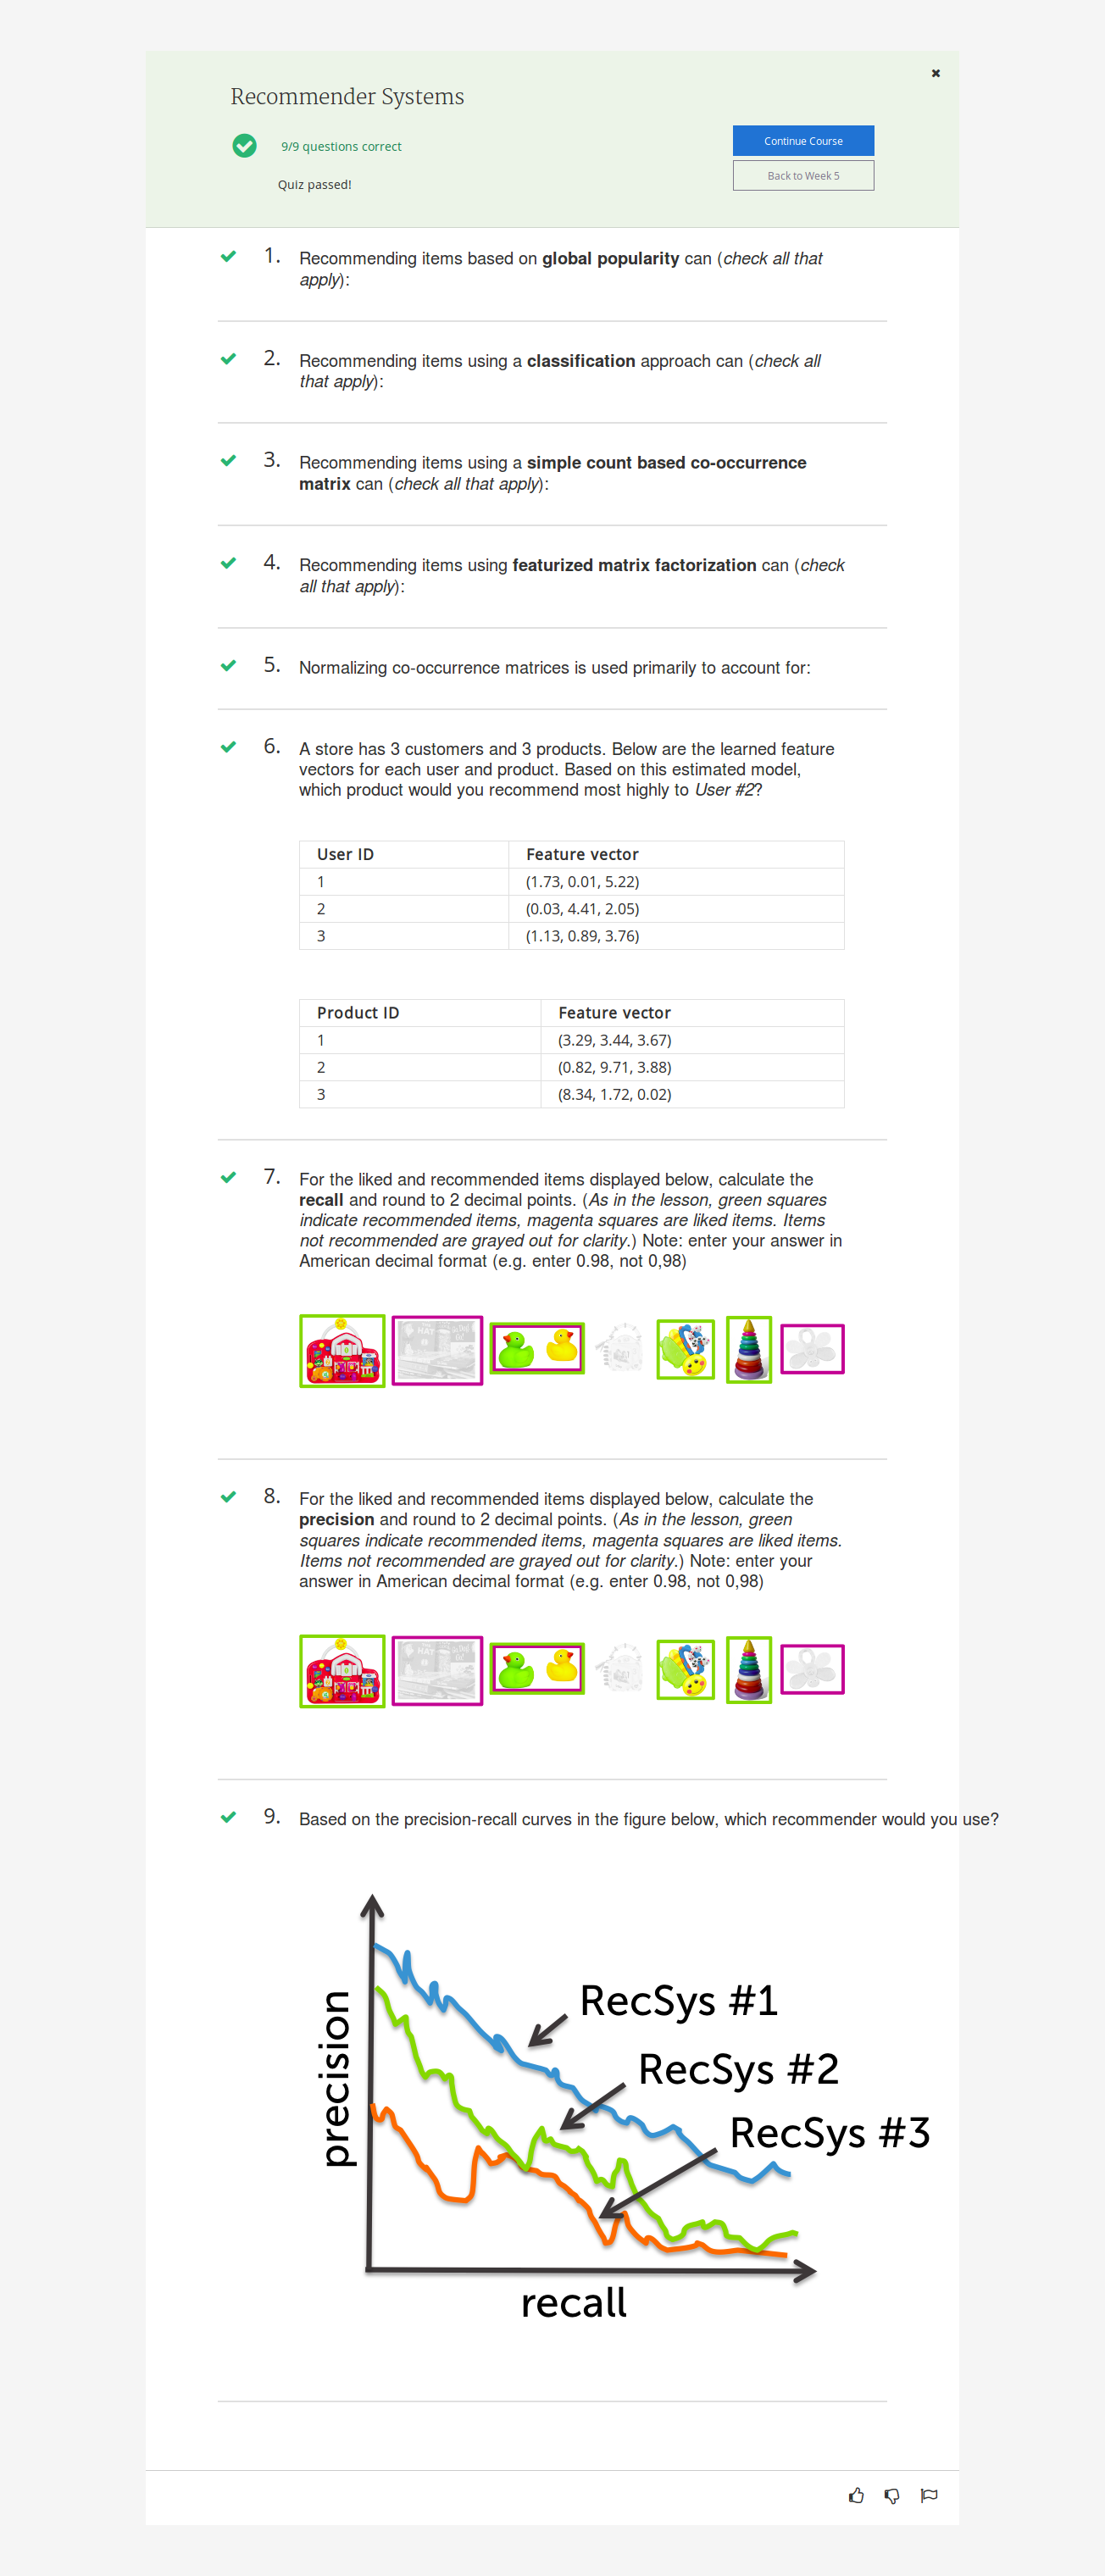 Recommender Systems
9/9 questions correct
Quiz passed!
Continue Course
Back to Week 5
1. Recommending items based on global popularity can (check all that
apply):
2. Recommending items using a classification approach can (check all
that apply):
3. Recommending items using a simple count based co-occurrence
matrix can (check all that apply):
4. Recommending items using featurized matrix factorization can (check
all that apply):
5. Normalizing co-occurrence matrices is used primarily to account for:
6. A store has 3 customers and 3 products. Below are the learned feature
vectors for each user and product. Based on this estimated model,
which product would you recommend most highly to User #2?
User ID Feature vector
1 (1.73, 0.01, 5.22)
2 (0.03, 4.41, 2.05)
3 (1.13, 0.89, 3.76)
Product ID Feature vector
1 (3.29, 3.44, 3.67)
2 (0.82, 9.71, 3.88)
3 (8.34, 1.72, 0.02)
7. For the liked and recommended items displayed below, calculate the
recall and round to 2 decimal points. (As in the lesson, green squares
indicate recommended items, magenta squares are liked items. Items
not recommended are grayed out for clarity.) Note: enter your answer in
American decimal format (e.g. enter 0.98, not 0,98)
8. For the liked and recommended items displayed below, calculate the
precision and round to 2 decimal points. (As in the lesson, green
squares indicate recommended items, magenta squares are liked items.
Items not recommended are grayed out for clarity.) Note: enter your
answer in American decimal format (e.g. enter 0.98, not 0,98)
9. Based on the precision-recall curves in the figure below, which recommender would you use?
precision
RecSys #1
RecSys #2
RecSys #3
recall